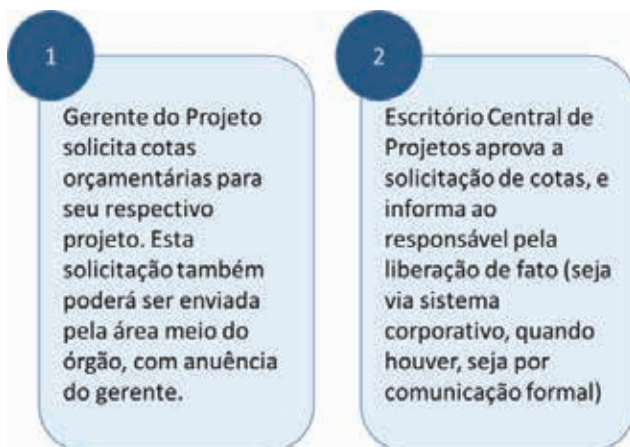 1
Gerente do Projeto
solicita cotas
orçamentárias para
seu respectivo
projeto. Esta
solicitação também
poderá ser enviada
pela área meio do
órgão, com anuência
do gerente.
2
Escritório Central de
Projetos aprova a
solicitação de cotas, e
informa ao
responsável pela
liberação de fato (seja
via sistema
corporativo, quando
houver, seja por
comunicação formal)